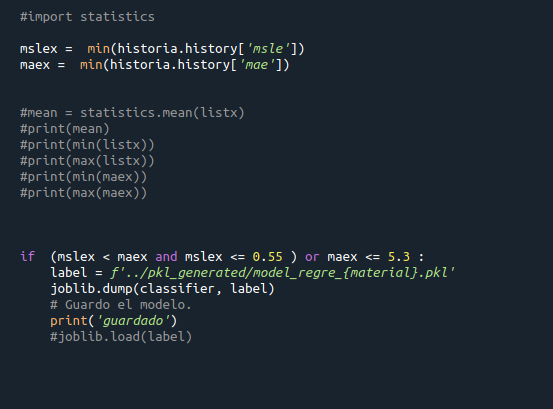 #import statistics
mslex =  min(historia.history['msle'])
maex =  min(historia.history['mae'])
#mean = statistics.mean(listx)
#print(mean)
#print(min(listx))
#print(max(listx))
#print(min(maex))
#print(max(maex))
if  (mslex < maex and mslex <= 0.55 ) or maex <= 5.3 :
    label = f'../pkl_generated/model_regre_{material}.pkl'
    joblib.dump(classifier, label)
    # Guardo el modelo.
    print('guardado')
    #joblib.load(label)